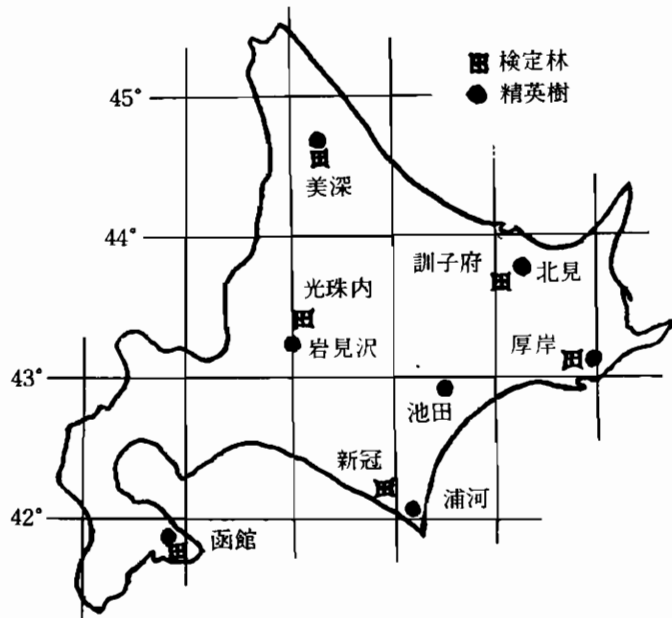 検定林
精英樹
45°
美深
44°
訓子府
北見
光珠内
岩見沢
厚岸
43°
池田
新冠
浦河
42°
函館